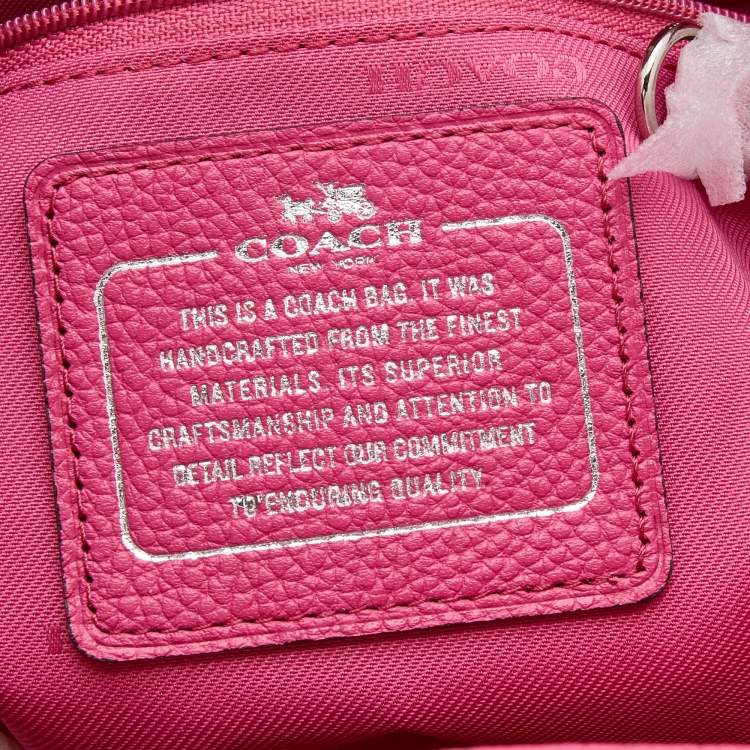 COACH
COACH
NEW YORK
THIS IS A COACH BAG. IT WAS
HANDCRAFTED FROM THE FINEST
MATERIALS. ITS SUPERIOR
CRAFTSMANSHIP AND ATTENTION TO
DETAIL REFLECT OUR COMMITMENT
TO ENDURING QUALITY